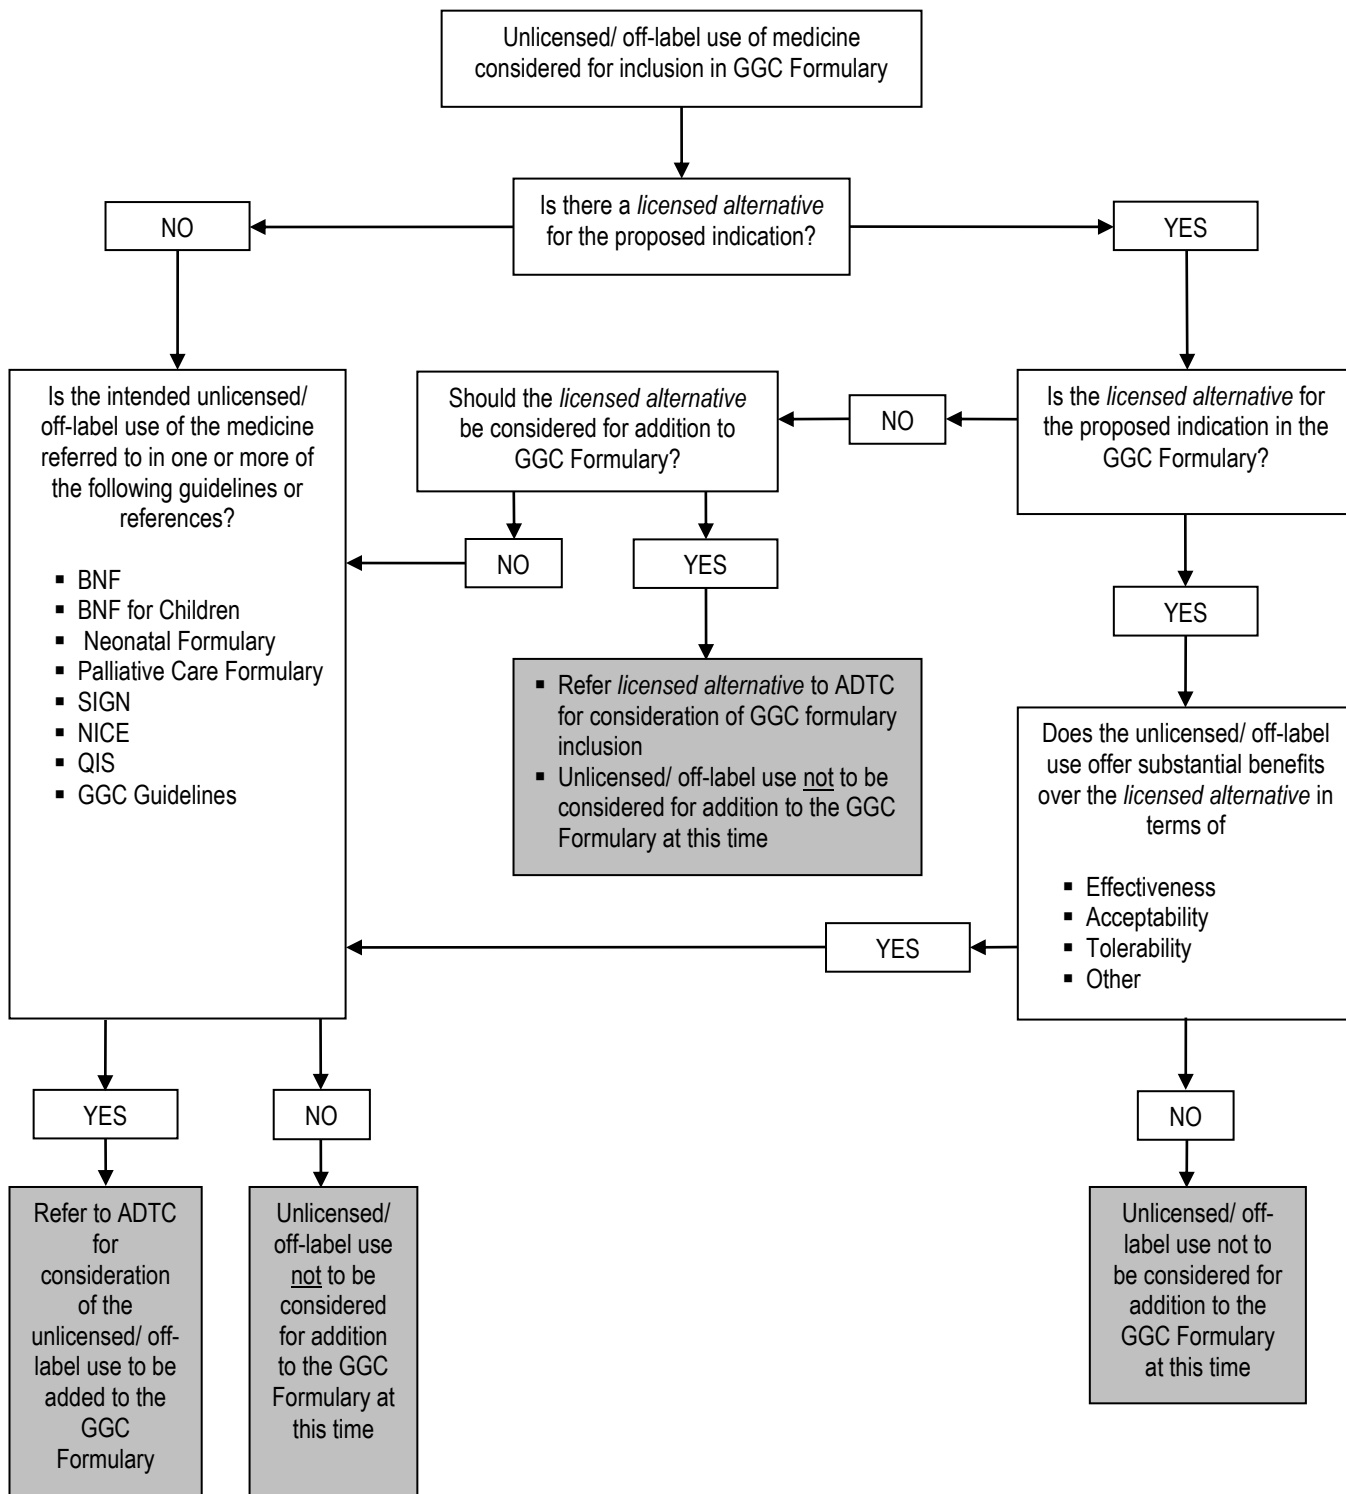 Unlicensed/ off-label use of medicine
considered for inclusion in GGC Formulary
Is there a licensed alternative
for the proposed indication?
NO
YES
Is the intended unlicensed/
off-label use of the medicine
referred to in one or more of
the following guidelines or
references?
▪ BNF
▪ BNF for Children
▪ Neonatal Formulary
▪ Palliative Care Formulary
▪ SIGN
▪ NICE
▪ QIS
▪ GGC Guidelines
Should the licensed alternative
be considered for addition to
GGC Formulary?
NO
Is the licensed alternative for
the proposed indication in the
GGC Formulary?
NO
YES
YES
▪ Refer licensed alternative to ADTC
for consideration of GGC formulary
inclusion
▪ Unlicensed/ off-label use not to be
considered for addition to the GGC
Formulary at this time
Does the unlicensed/ off-label
use offer substantial benefits
over the licensed alternative in
terms of
▪ Effectiveness
▪ Acceptability
▪ Tolerability
▪ Other
YES
YES
NO
NO
Refer to ADTC
for
consideration
of the
unlicensed/ off-
label use to be
added to the
GGC
Formulary
Unlicensed/
off-label use
not to be
considered
for addition
to the GGC
Formulary at
this time
Unlicensed/ off-
label use not to
be considered for
addition to the
GGC Formulary
at this time